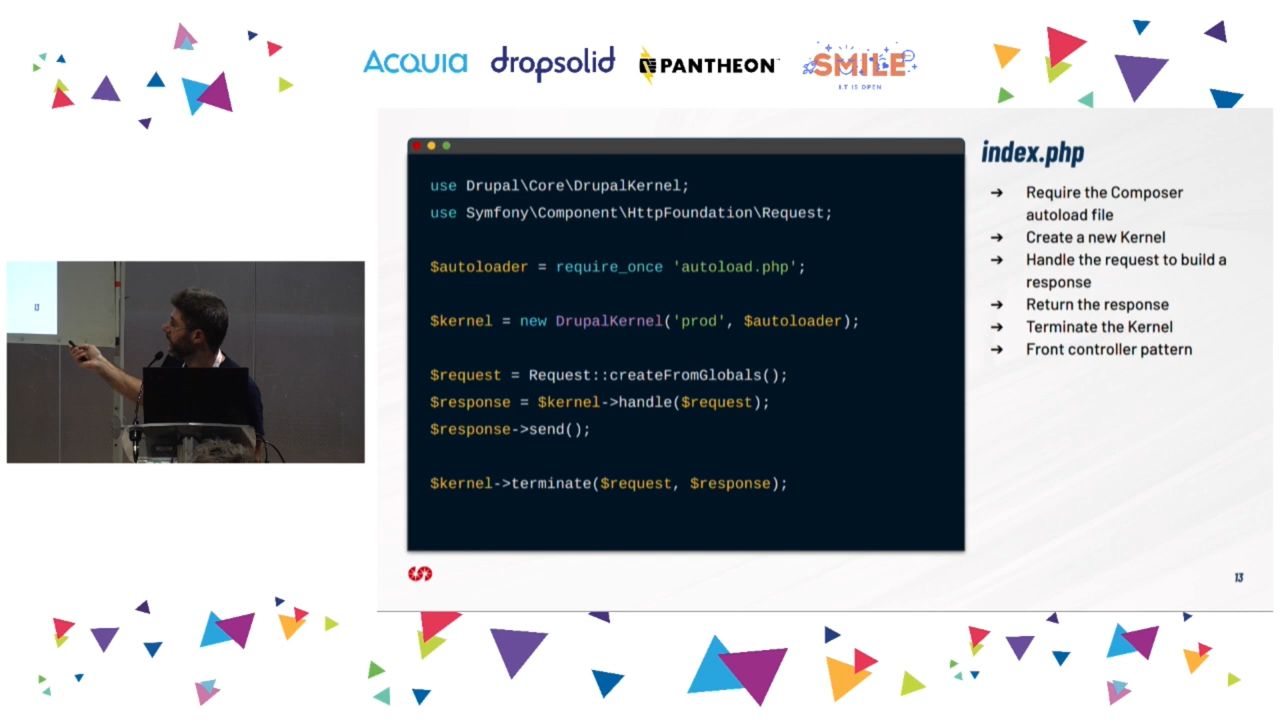 ACQUIA dropsolid PANTHEON SMILE
I.T IS OPEN
use Drupal\Core\DrupalKernel;
use Symfony\Component\HttpFoundation\Request;
$autoloader = require_once 'autoload.php';
$kernel = new DrupalKernel('prod', $autoloader);
$request = Request::createFromGlobals();
$response = $kernel->handle($request);
$response->send();
$kernel->terminate($request, $response);
index.php
➔ Require the Composer
autoload file
➔ Create a new Kernel
➔ Handle the request to build a
response
➔ Return the response
➔ Terminate the Kernel
➔ Front controller pattern
13
13